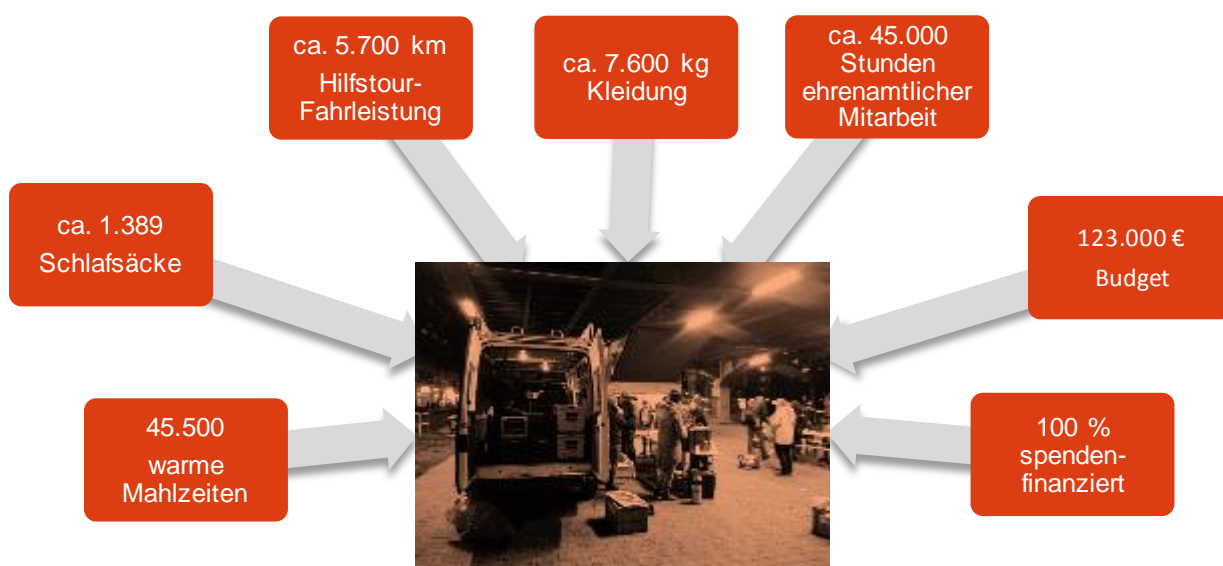 ca. 5.700 km
Hilfstour-
Fahrleistung
ca. 7.600 kg
Kleidung
ca. 45.000
Stunden
ehrenamtlicher
Mitarbeit
ca. 1.389
Schlafsäcke
123.000 €
Budget
45.500
warme
Mahlzeiten
100 %
spenden-
finanziert